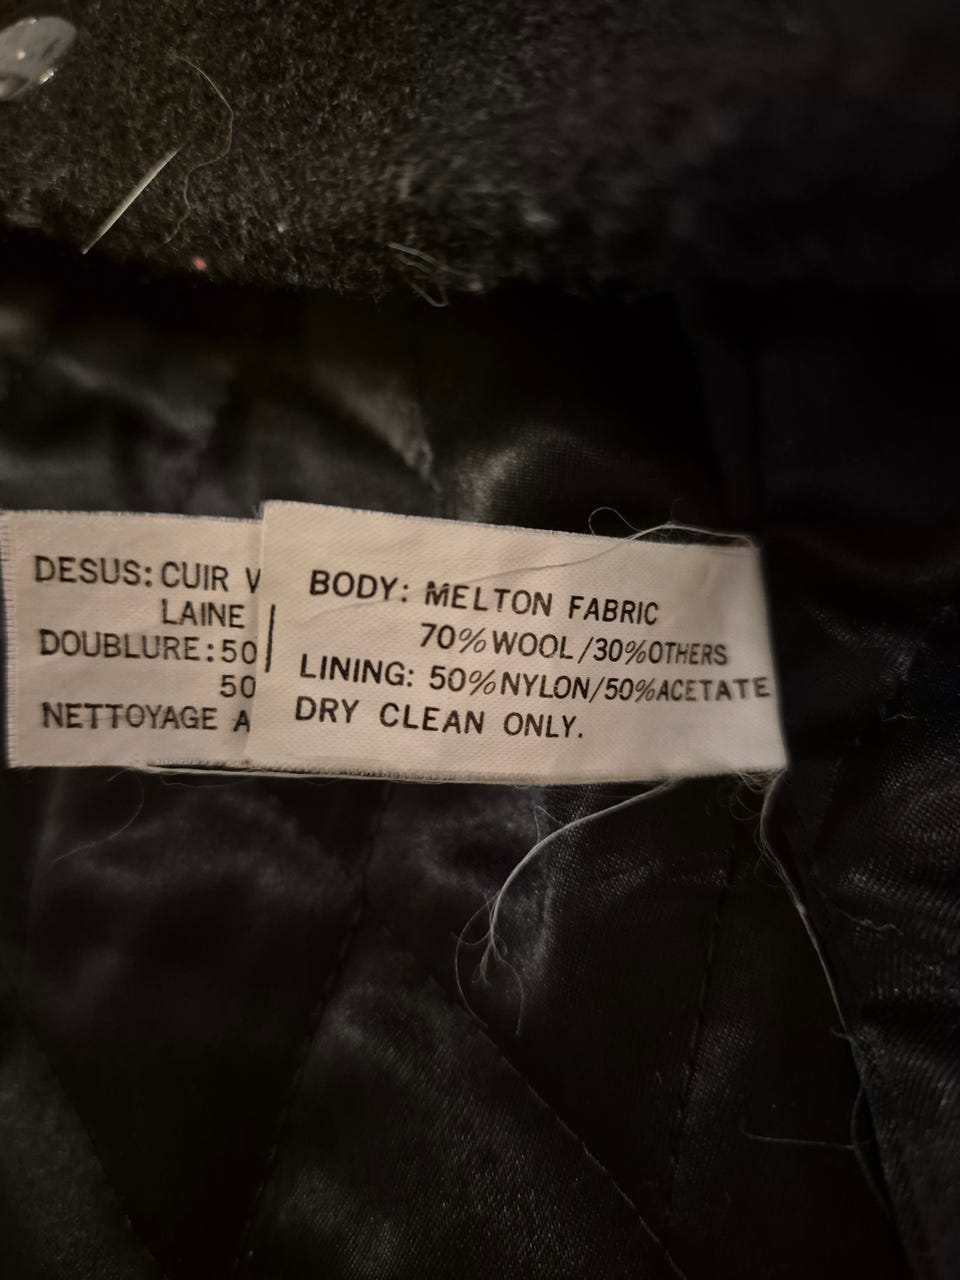 DESUS: CUIR V
LAINE
DOUBLURE: 50
50
NETTOYAGE A
BODY: MELTON FABRIC
70% WOOL/30% OTHERS
LINING: 50% NYLON/50% ACETATE
DRY CLEAN ONLY.